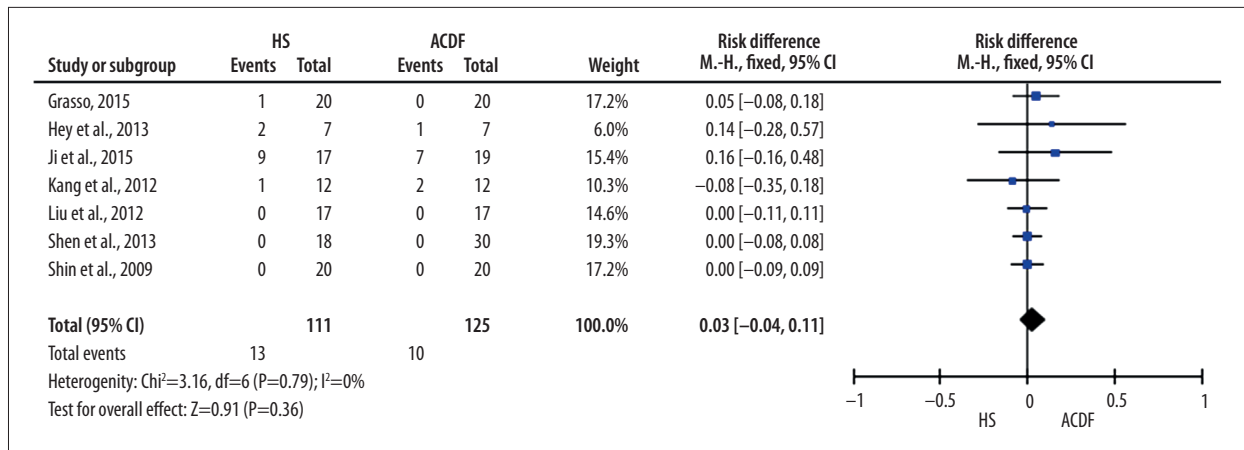 HS ACDF Risk difference Risk difference
Study or subgroup Events Total Events Total Weight M.-H., fixed, 95% CI M.-H., fixed, 95% CI
Grasso, 2015 1 20 0 20 17.2% 0.05 [−0.08, 0.18]
Hey et al., 2013 2 7 1 7 6.0% 0.14 [−0.28, 0.57]
Ji et al., 2015 9 17 7 19 15.4% 0.16 [−0.16, 0.48]
Kang et al., 2012 1 12 2 12 10.3% −0.08 [−0.35, 0.18]
Liu et al., 2012 0 17 0 17 14.6% 0.00 [−0.11, 0.11]
Shen et al., 2013 0 18 0 30 19.3% 0.00 [−0.08, 0.08]
Shin et al., 2009 0 20 0 20 17.2% 0.00 [−0.09, 0.09]
Total (95% CI) 111 125 100.0% 0.03 [−0.04, 0.11]
Total events 13 10
Heterogenity: Chi²=3.16, df=6 (P=0.79); I²=0%
Test for overall effect: Z=0.91 (P=0.36)
−1 −0.5 0 0.5 1
HS ACDF